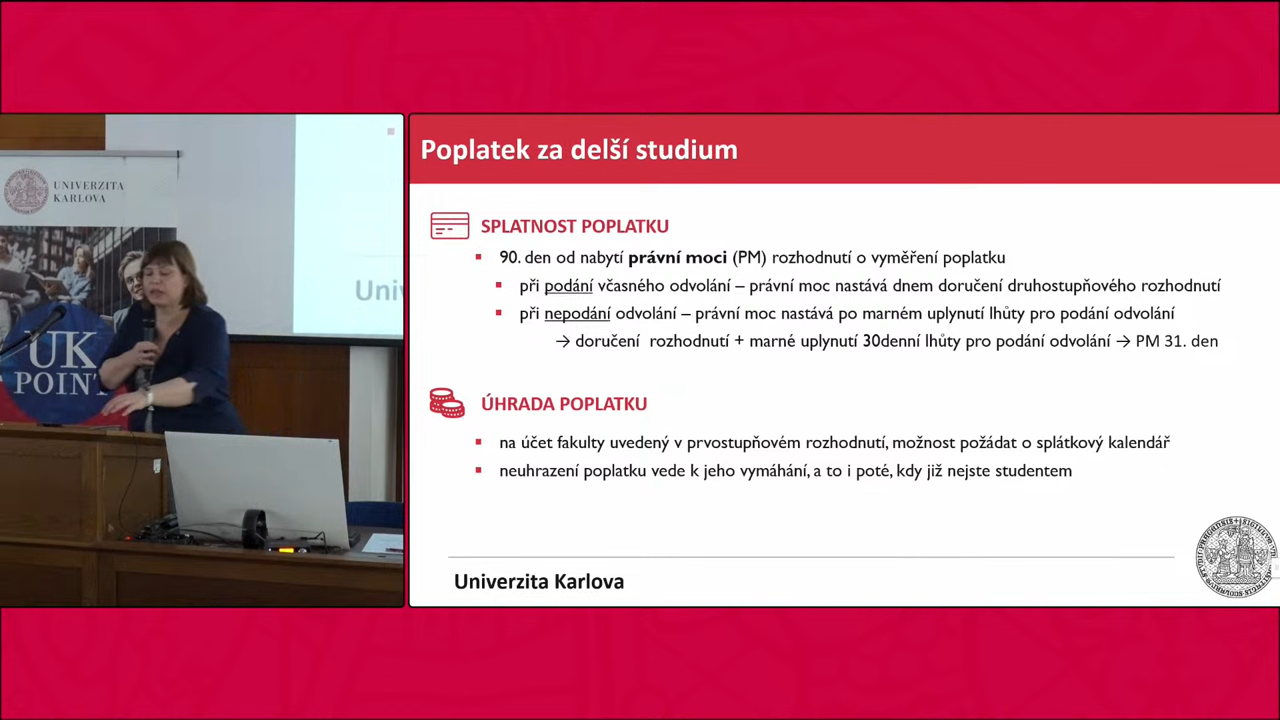 UNIVERZITA
KARLOVA
UK
POINT
Uni
Poplatek za delší studium
SPLATNOST POPLATKU
90. den od nabytí právní moci (PM) rozhodnutí o vyměření poplatku
při podání včasného odvolání – právní moc nastává dnem doručení druhostupňového rozhodnutí
při nepodání odvolání – právní moc nastává po marném uplynutí lhůty pro podání odvolání
→ doručení rozhodnutí + marné uplynutí 30denní lhůty pro podání odvolání → PM 31. den
ÚHRADA POPLATKU
na účet fakulty uvedený v prvostupňovém rozhodnutí, možnost požádat o splátkový kalendář
neuhrazení poplatku vede k jeho vymáhání, a to i poté, kdy již nejste studentem
Univerzita Karlova